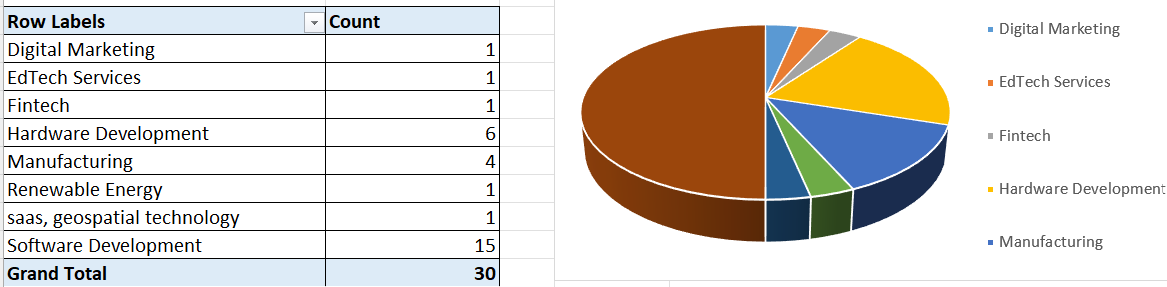 Row Labels Count
Digital Marketing 1
EdTech Services 1
Fintech 1
Hardware Development 6
Manufacturing 4
Renewable Energy 1
saas, geospatial technology 1
Software Development 15
Grand Total 30
Digital Marketing
EdTech Services
Fintech
Hardware Development
Manufacturing